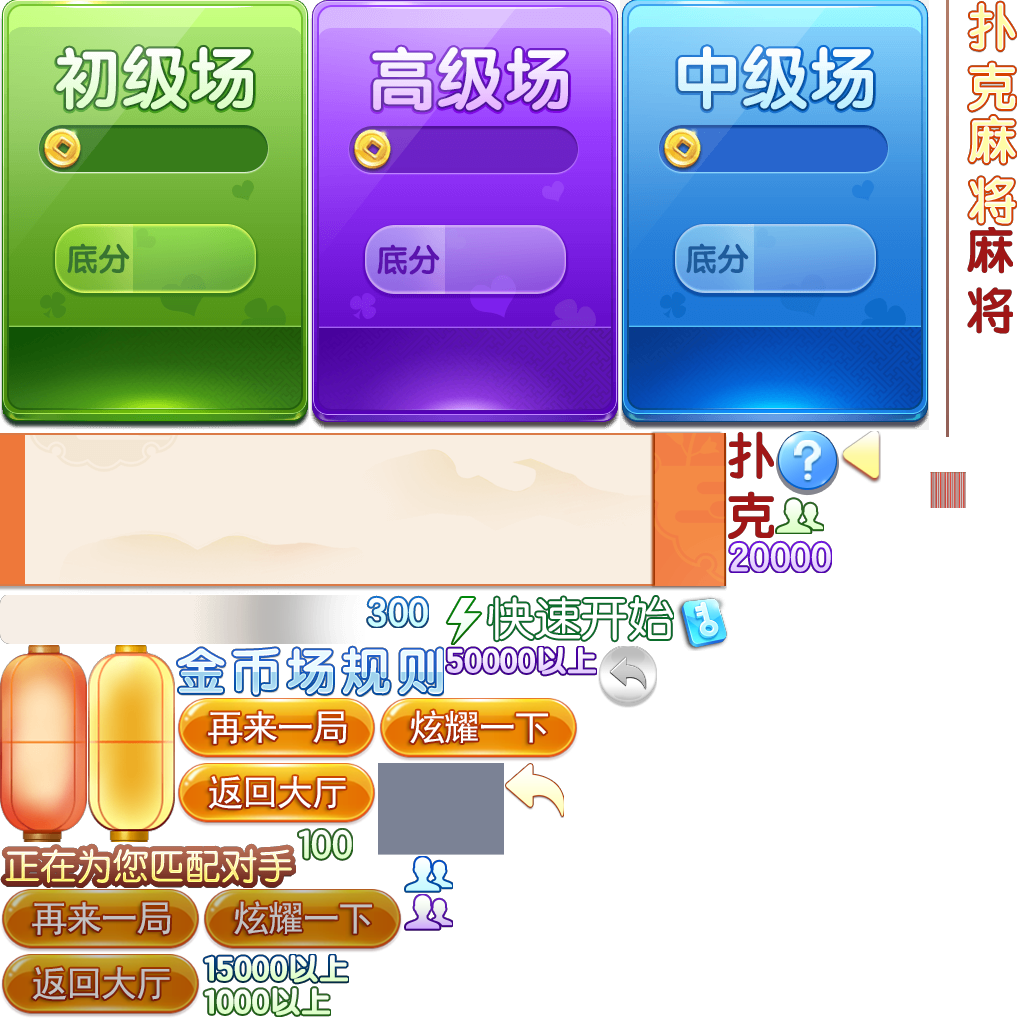 初级场
底分
高级场
底分
中级场
底分
扑克麻将
麻将
扑克
?
20000
300
快速开始
金币场规则
50000以上
再来一局
炫耀一下
返回大厅
100
正在为您匹配对手
再来一局
炫耀一下
返回大厅
15000以上
1000以上